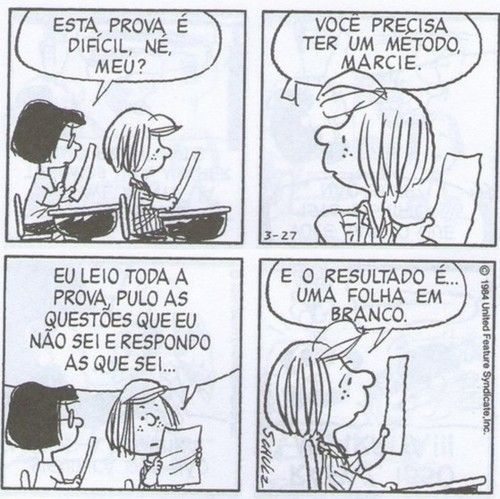 ESTA PROVA É
DIFÍCIL, NÉ,
MEU?
VOCÊ PRECISA
TER UM MÉTODO,
MARCIE.
3-27
EU LEIO TODA A
PROVA, PULO AS
QUESTÕES QUE EU
NÃO SEI E RESPONDO
AS QUE SEI...
E O RESULTADO É...
UMA FOLHA EM
BRANCO.
© 1984 United Feature Syndicate, Inc.
SCHULZ